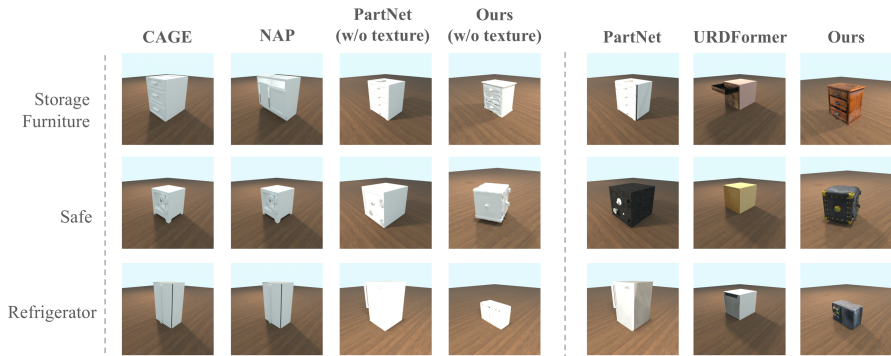 CAGE
NAP
PartNet
(w/o texture)
Ours
(w/o texture)
PartNet
URDFormer
Ours
Storage
Furniture
Safe
Refrigerator